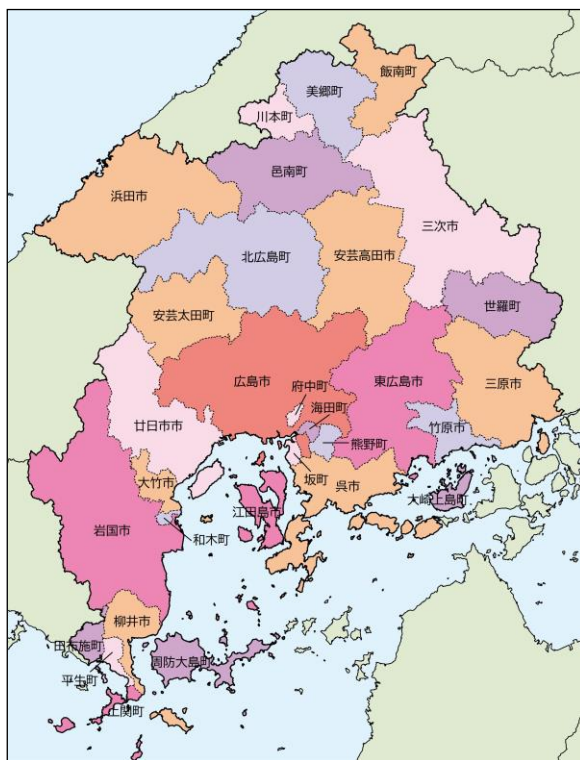 飯南町
美郷町
川本町
邑南町
浜田市
三次市
北広島町
安芸高田市
世羅町
安芸太田町
広島市
府中町
東広島市
三原市
海田町
廿日市市
竹原市
熊野町
坂町
大竹市
呉市
大崎上島町
江田島市
岩国市
和木町
柳井市
田布施町
周防大島町
平生町
上関町